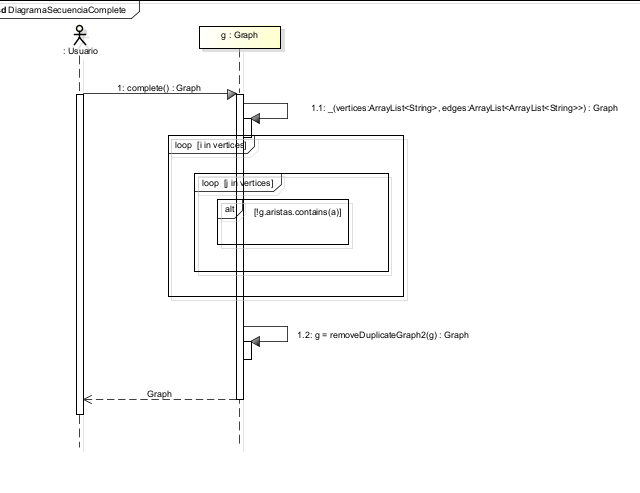 sd DiagramaSecuenciaComplete
: Usuario
g : Graph
1: complete() : Graph
1.1: _(vertices:ArrayList<String>, edges:ArrayList<ArrayList<String>>) : Graph
loop [i in vertices]
loop [j in vertices]
alt [!g.aristas.contains(a)]
1.2: g = removeDuplicateGraph2(g) : Graph
Graph